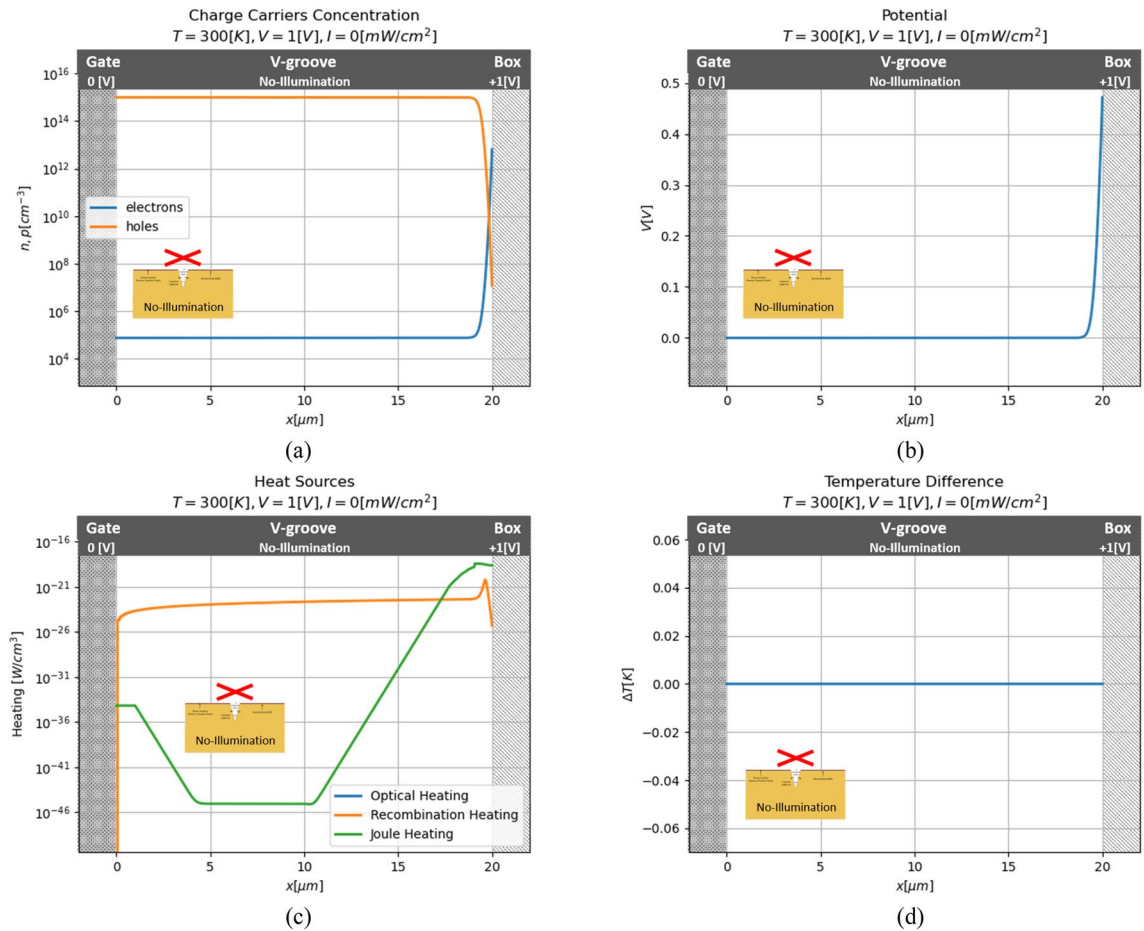 Charge Carriers Concentration
T = 300[K], V = 1[V], I = 0[mW/cm²]
Gate V-groove Box
0 [V] No-Illumination +1[V]
10¹⁶
10¹⁴
10¹²
10¹⁰
10⁸
10⁶
10⁴
n, p[cm⁻³]
electrons
holes
No-Illumination
0 5 10 15 20
x[μm]
(a)
Potential
T = 300[K], V = 1[V], I = 0[mW/cm²]
Gate V-groove Box
0 [V] No-Illumination +1[V]
0.5
0.4
0.3
0.2
0.1
0.0
V[V]
No-Illumination
0 5 10 15 20
x[μm]
(b)
Heat Sources
T = 300[K], V = 1[V], I = 0[mW/cm²]
Gate V-groove Box
0 [V] No-Illumination +1[V]
10⁻¹⁶
10⁻²¹
10⁻²⁶
10⁻³¹
10⁻³⁶
10⁻⁴¹
10⁻⁴⁶
Heating [W/cm³]
No-Illumination
Optical Heating
Recombination Heating
Joule Heating
0 5 10 15 20
x[μm]
(c)
Temperature Difference
T = 300[K], V = 1[V], I = 0[mW/cm²]
Gate V-groove Box
0 [V] No-Illumination +1[V]
0.06
0.04
0.02
0.00
−0.02
−0.04
−0.06
ΔT[K]
No-Illumination
0 5 10 15 20
x[μm]
(d)